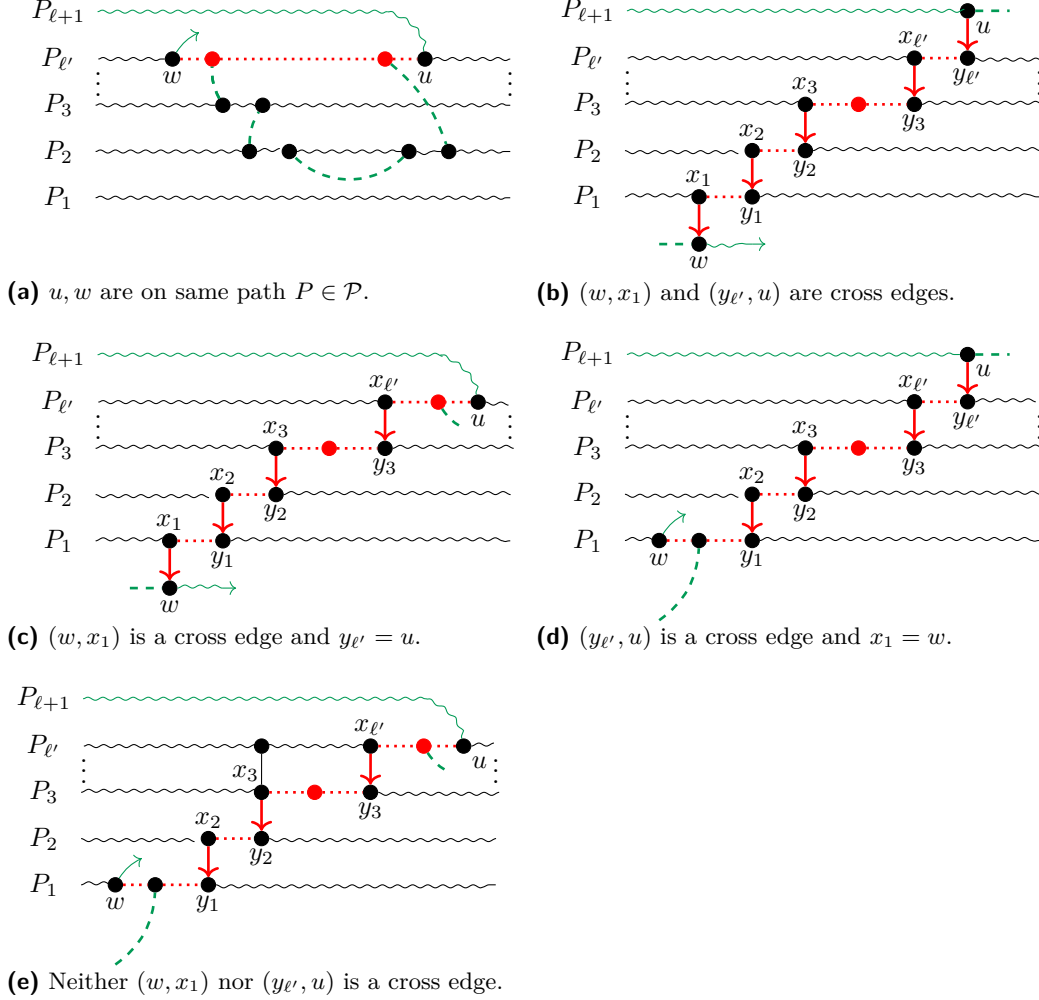 P_{ℓ+1}
P_{ℓ'}
w
u
⋮ ⋮
P_3
P_2
P_1
(a) u, w are on same path P ∈ 𝒫.
P_{ℓ+1}
u
P_{ℓ'}
x_{ℓ'}
y_{ℓ'}
⋮ ⋮
P_3
x_3
y_3
P_2
x_2
y_2
P_1
x_1
y_1
w
(b) (w, x_1) and (y_{ℓ'}, u) are cross edges.
P_{ℓ+1}
P_{ℓ'}
x_{ℓ'}
u
⋮ ⋮
P_3
x_3
y_3
P_2
x_2
y_2
P_1
x_1
y_1
w
(c) (w, x_1) is a cross edge and y_{ℓ'} = u.
P_{ℓ+1}
u
P_{ℓ'}
x_{ℓ'}
y_{ℓ'}
⋮ ⋮
P_3
x_3
y_3
P_2
x_2
y_2
P_1
w
y_1
(d) (y_{ℓ'}, u) is a cross edge and x_1 = w.
P_{ℓ+1}
P_{ℓ'}
x_{ℓ'}
u
⋮ ⋮
P_3
x_3
y_3
P_2
x_2
y_2
P_1
w
y_1
(e) Neither (w, x_1) nor (y_{ℓ'}, u) is a cross edge.